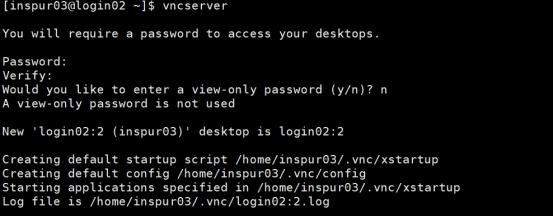 [inspur03@login02 ~]$ vncserver
You will require a password to access your desktops.
Password:
Verify:
Would you like to enter a view-only password (y/n)? n
A view-only password is not used
New 'login02:2 (inspur03)' desktop is login02:2
Creating default startup script /home/inspur03/.vnc/xstartup
Creating default config /home/inspur03/.vnc/config
Starting applications specified in /home/inspur03/.vnc/xstartup
Log file is /home/inspur03/.vnc/login02:2.log